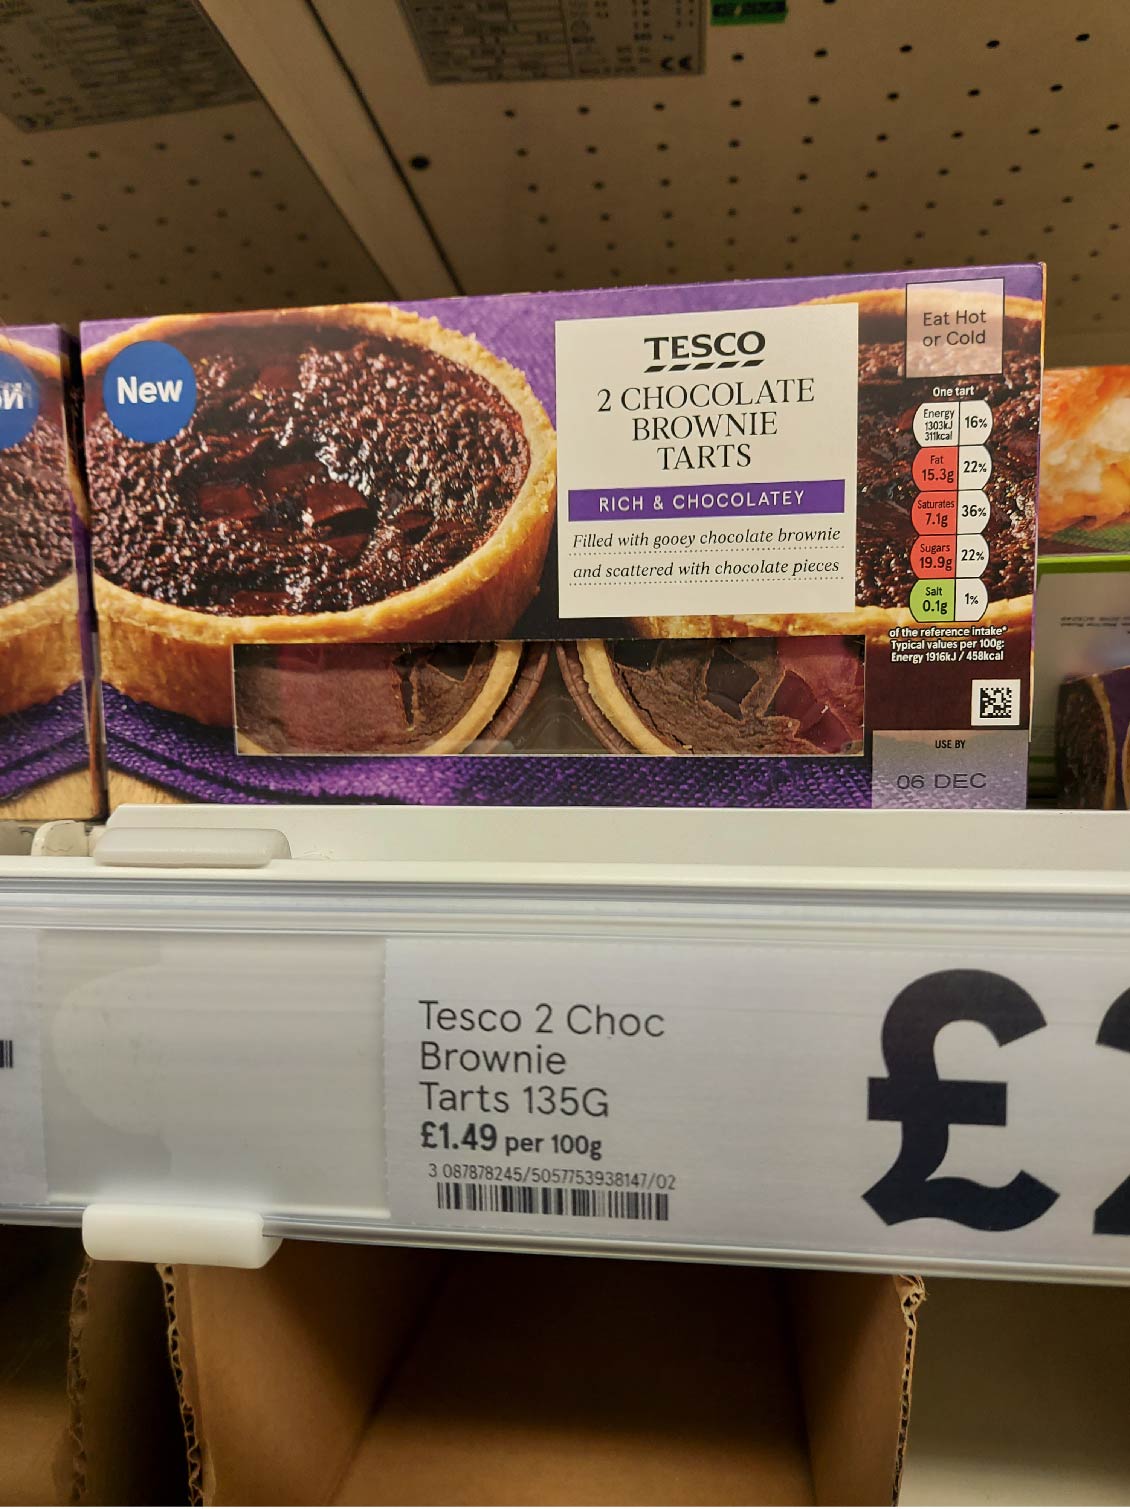 New
TESCO
2 CHOCOLATE
BROWNIE
TARTS
RICH & CHOCOLATEY
Filled with gooey chocolate brownie
and scattered with chocolate pieces
Eat Hot
or Cold
One tart
Energy
1303kJ
311kcal
16%
Fat
15.3g
22%
Saturates
7.1g
36%
Sugars
19.9g
22%
Salt
0.1g
1%
of the reference intake*
Typical values per 100g:
Energy 1916kJ / 458kcal
USE BY
06 DEC
Tesco 2 Choc
Brownie
Tarts 135G
£1.49 per 100g
3 087878245/5057753938147/02
£